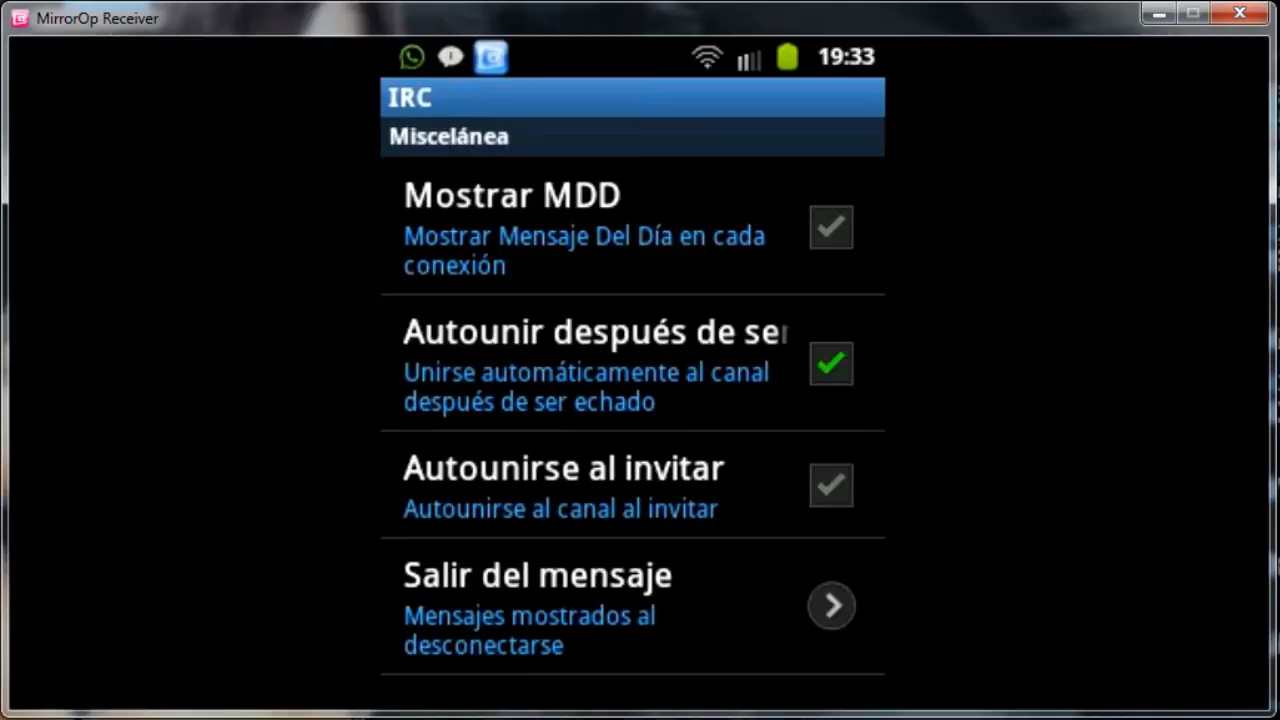 MirrorOp Receiver
19:33
IRC
Miscelánea
Mostrar MDD
Mostrar Mensaje Del Día en cada
conexión
Autounir después de ser
Unirse automáticamente al canal
después de ser echado
Autounirse al invitar
Autounirse al canal al invitar
Salir del mensaje
Mensajes mostrados al
desconectarse